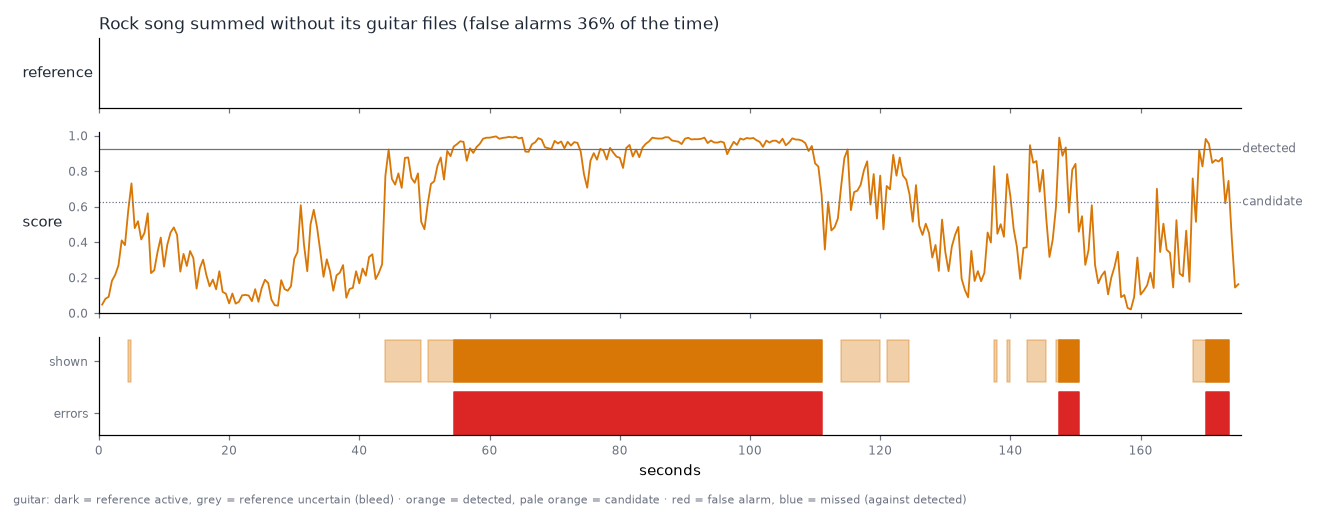 Rock song summed without its guitar files (false alarms 36% of the time)
reference
1.0
detected
0.8
candidate
0.6
score
0.4
0.2
0.0
shown
errors
0 20 40 60 80 100 120 140 160
seconds
guitar: dark = reference active, grey = reference uncertain (bleed) · orange = detected, pale orange = candidate · red = false alarm, blue = missed (against detected)